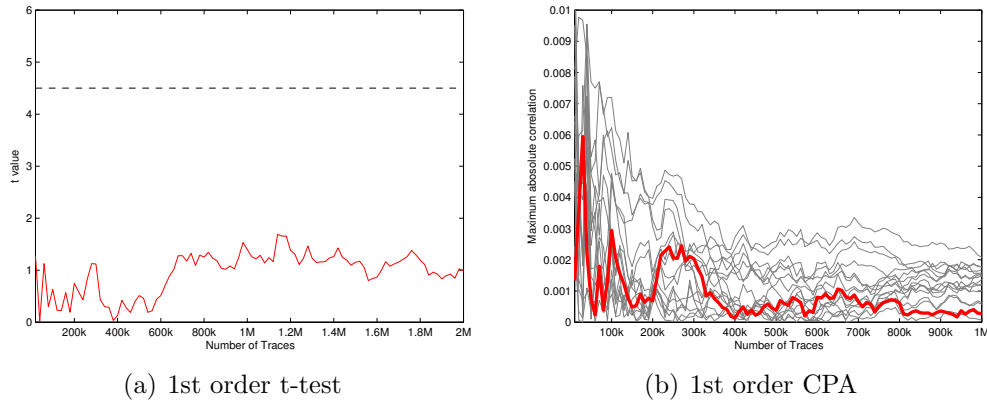 6
5
4
3
2
1
0
t value
200k 400k 600k 800k 1M 1.2M 1.4M 1.6M 1.8M 2M
Number of Traces
(a) 1st order t-test
0.01
0.009
0.008
0.007
0.006
0.005
0.004
0.003
0.002
0.001
0
Maximum abosolute correlation
100k 200k 300k 400k 500k 600k 700k 800k 900k 1M
Number of Traces
(b) 1st order CPA